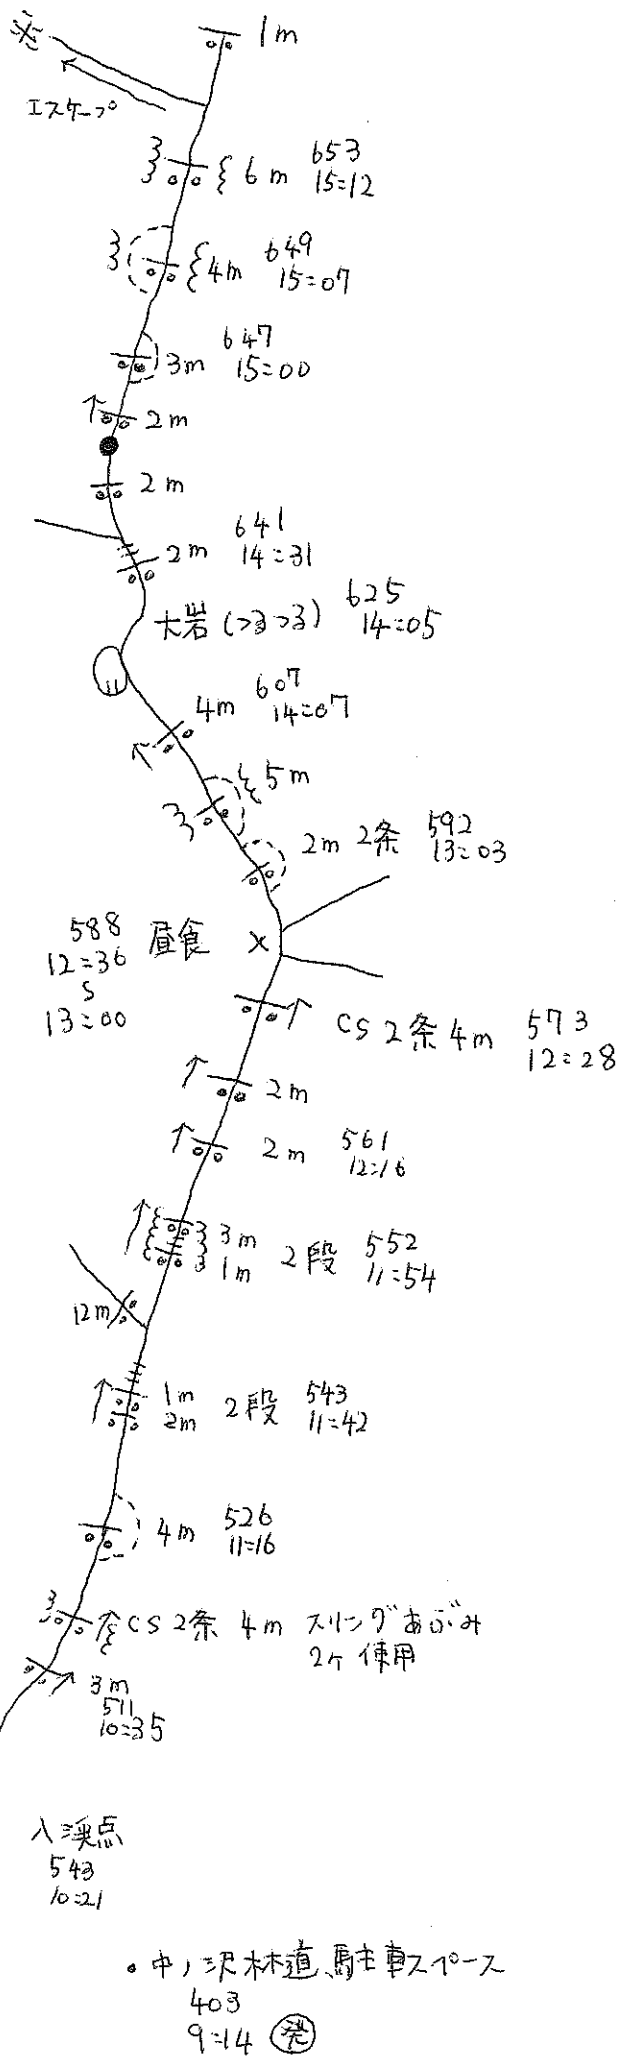 1m
エスケープ
6m 653
15:12
4m 649
15:07
3m 647
15:00
2m
2m
2m 641
14:31
大岩(つるつる) 625
14:05
4m 607
14:07
5m
2m 2条 592
13:03
588 昼食
12:36
13:00
CS 2条 4m 573
12:28
2m
2m 561
12:16
3m
1m 2段 552
11:54
12m
1m
2m 2段 543
11:42
4m 526
11:16
CS 2条 4m スリングあぶみ
2ケ使用
3m
511
10:35
入渓点
543
10:21
・中ノ沢林道 駐車スペース
403
9:14 発